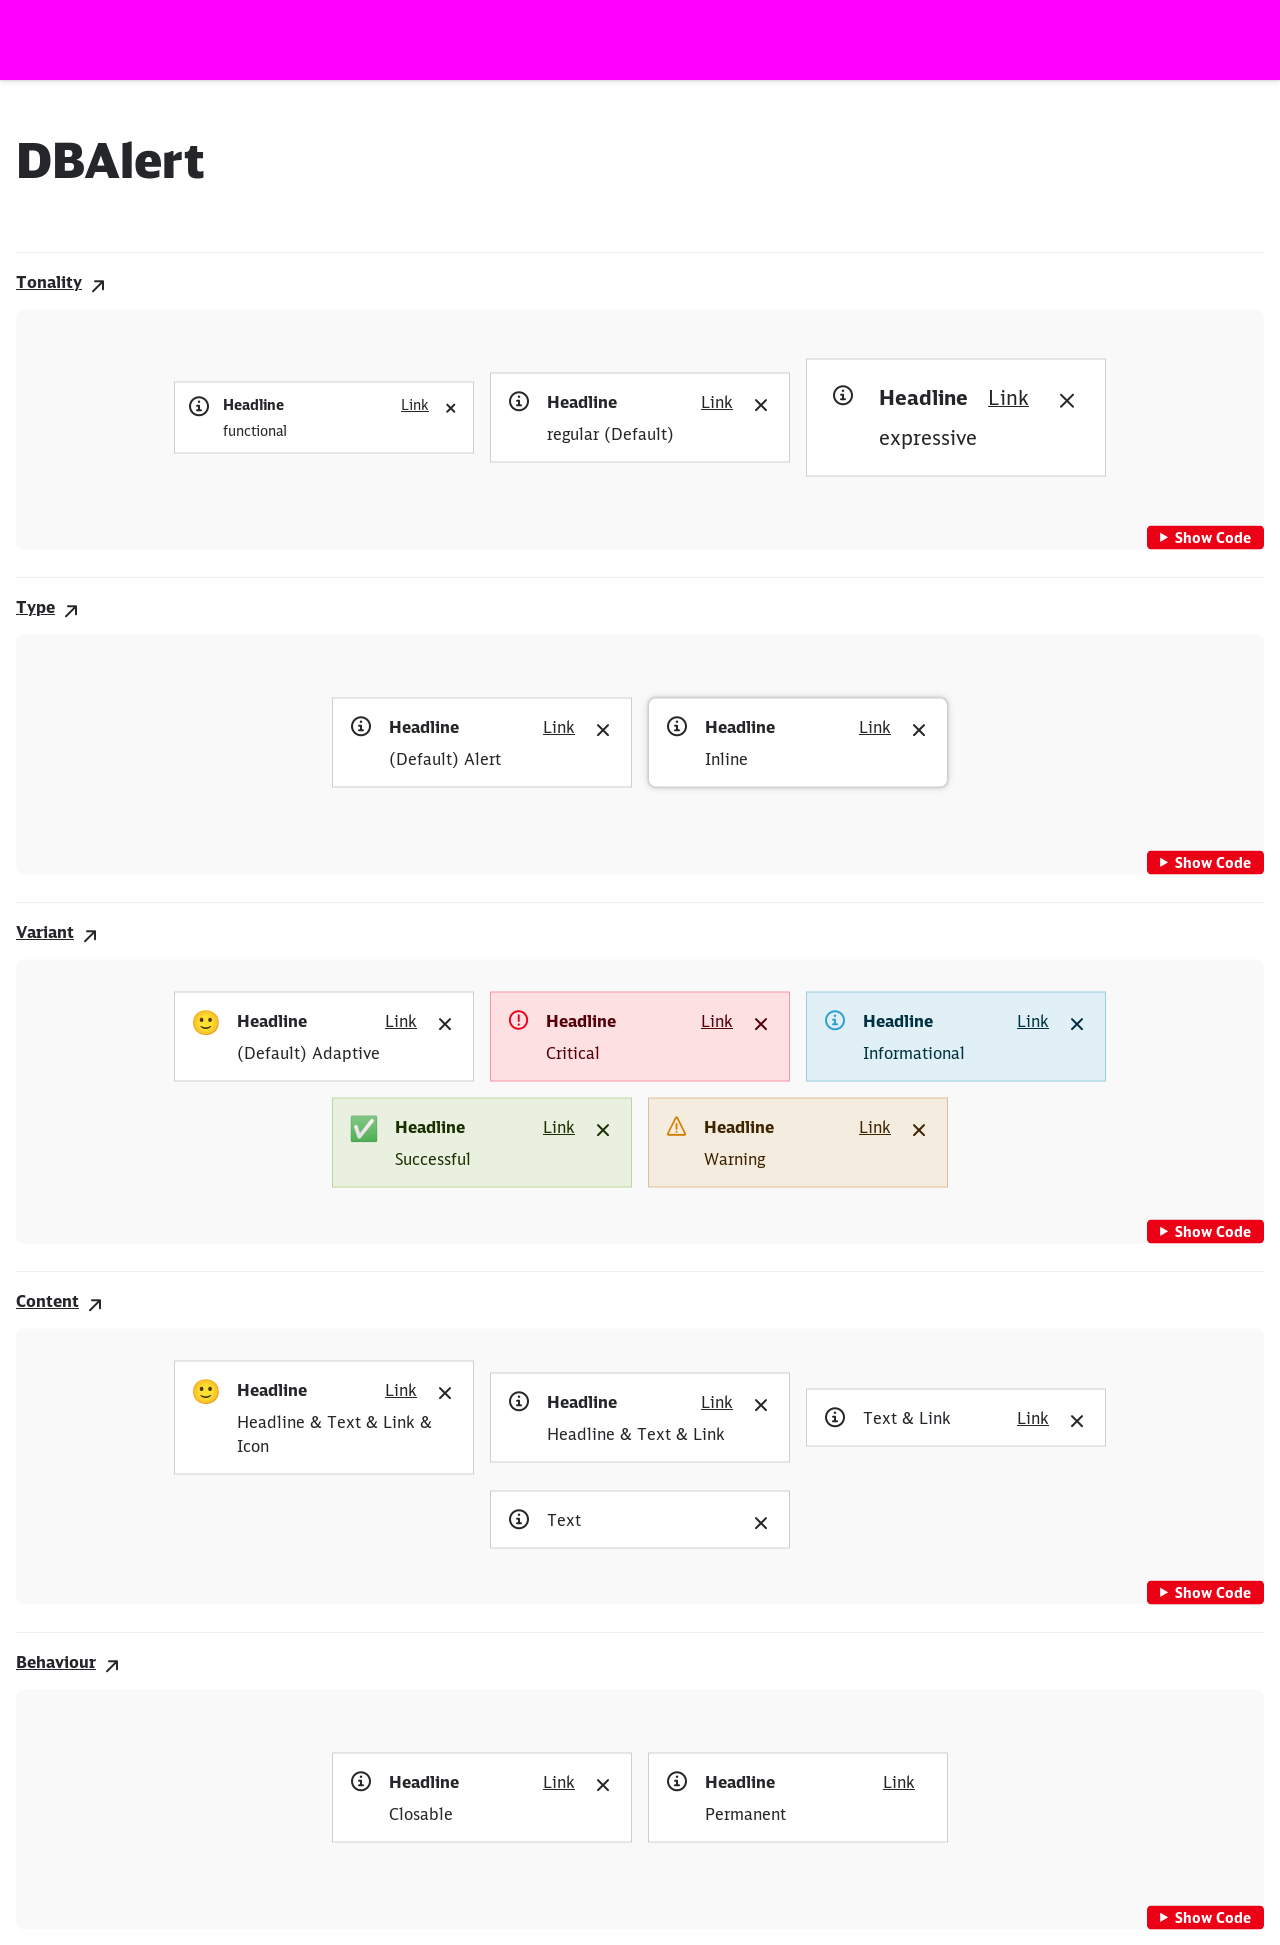 DBAlert
Tonality
Headline Link
functional
Headline Link
regular (Default)
Headline Link
expressive
Show Code
Type
Headline Link
(Default) Alert
Headline Link
Inline
Show Code
Variant
Headline Link
(Default) Adaptive
Headline Link
Critical
Headline Link
Informational
Headline Link
Successful
Headline Link
Warning
Show Code
Content
Headline Link
Headline & Text & Link &
Icon
Headline Link
Headline & Text & Link
Text & Link Link
Text
Show Code
Behaviour
Headline Link
Closable
Headline Link
Permanent
Show Code